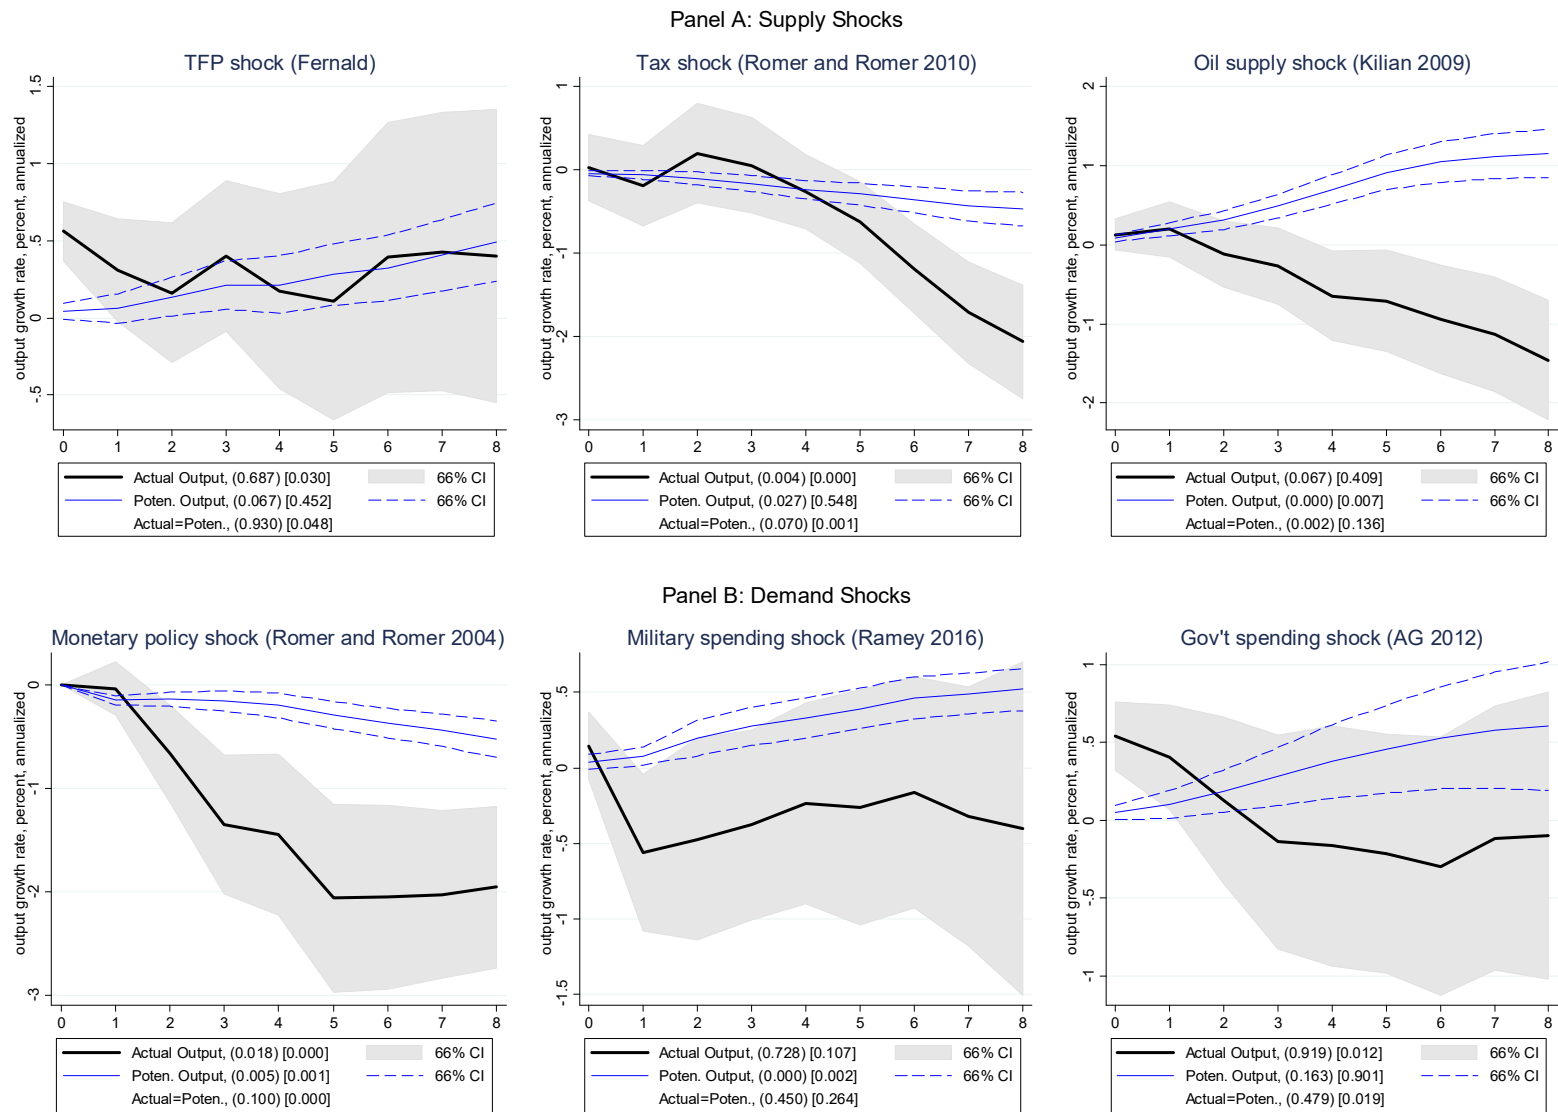 Panel A: Supply Shocks
TFP shock (Fernald)
output growth rate, percent, annualized
1.5
1
.5
0
-.5
0 1 2 3 4 5 6 7 8
Actual Output, (0.687) [0.030] 66% CI
Poten. Output, (0.067) [0.452] 66% CI
Actual=Poten., (0.930) [0.048]
Tax shock (Romer and Romer 2010)
output growth rate, percent, annualized
1
0
-1
-2
-3
0 1 2 3 4 5 6 7 8
Actual Output, (0.004) [0.000] 66% CI
Poten. Output, (0.027) [0.548] 66% CI
Actual=Poten., (0.070) [0.001]
Oil supply shock (Kilian 2009)
output growth rate, percent, annualized
2
1
0
-1
-2
0 1 2 3 4 5 6 7 8
Actual Output, (0.067) [0.409] 66% CI
Poten. Output, (0.000) [0.007] 66% CI
Actual=Poten., (0.002) [0.136]
Panel B: Demand Shocks
Monetary policy shock (Romer and Romer 2004)
output growth rate, percent, annualized
0
-1
-2
-3
0 1 2 3 4 5 6 7 8
Actual Output, (0.018) [0.000] 66% CI
Poten. Output, (0.005) [0.001] 66% CI
Actual=Poten., (0.100) [0.000]
Military spending shock (Ramey 2016)
output growth rate, percent, annualized
.5
0
-.5
-1
-1.5
0 1 2 3 4 5 6 7 8
Actual Output, (0.728) [0.107] 66% CI
Poten. Output, (0.000) [0.002] 66% CI
Actual=Poten., (0.450) [0.264]
Gov't spending shock (AG 2012)
output growth rate, percent, annualized
1
.5
0
-.5
-1
0 1 2 3 4 5 6 7 8
Actual Output, (0.919) [0.012] 66% CI
Poten. Output, (0.163) [0.901] 66% CI
Actual=Poten., (0.479) [0.019]